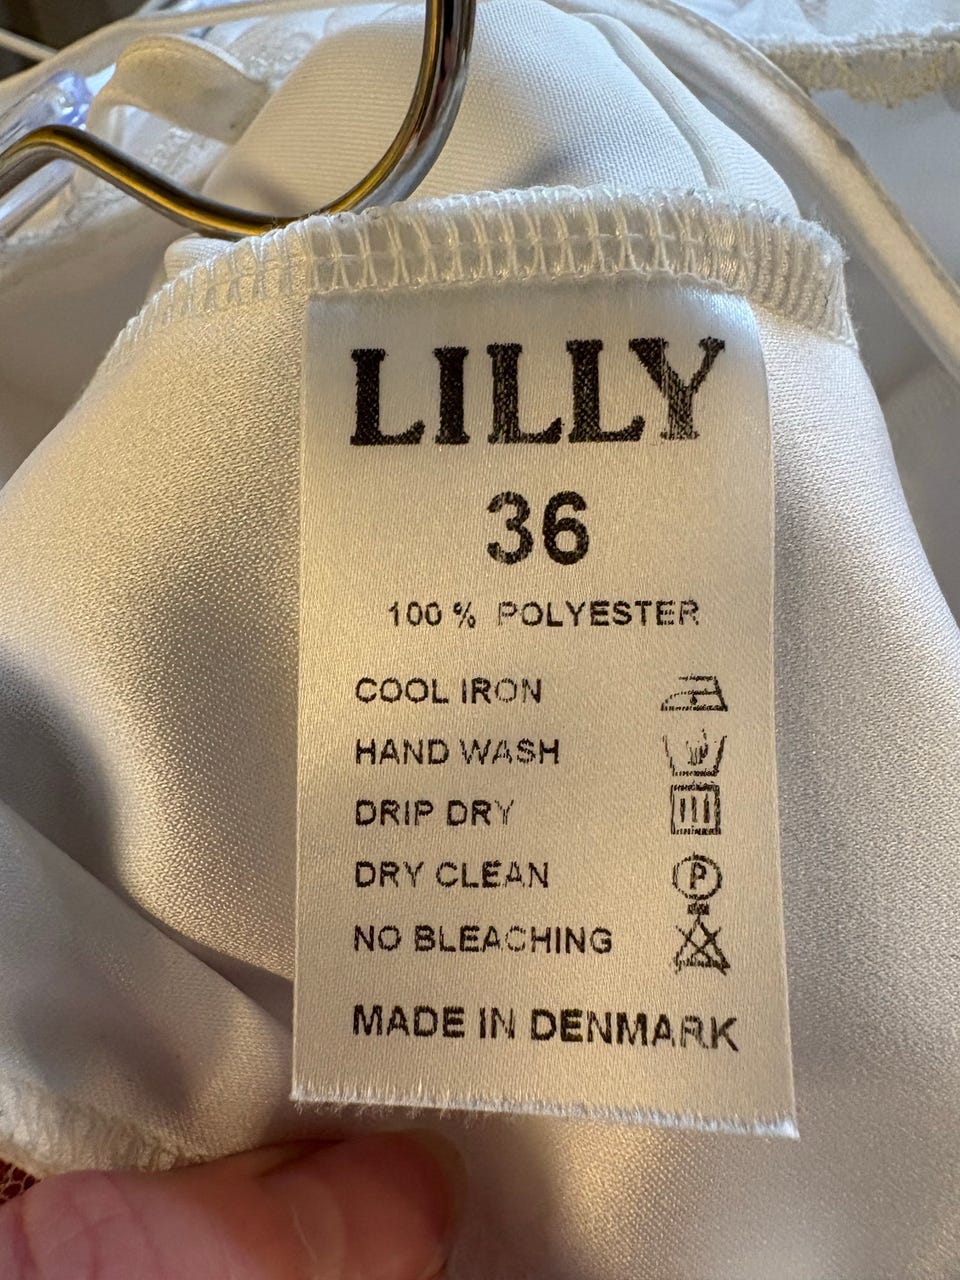 LILLY
36
100 % POLYESTER
COOL IRON
HAND WASH
DRIP DRY
DRY CLEAN P
NO BLEACHING
MADE IN DENMARK